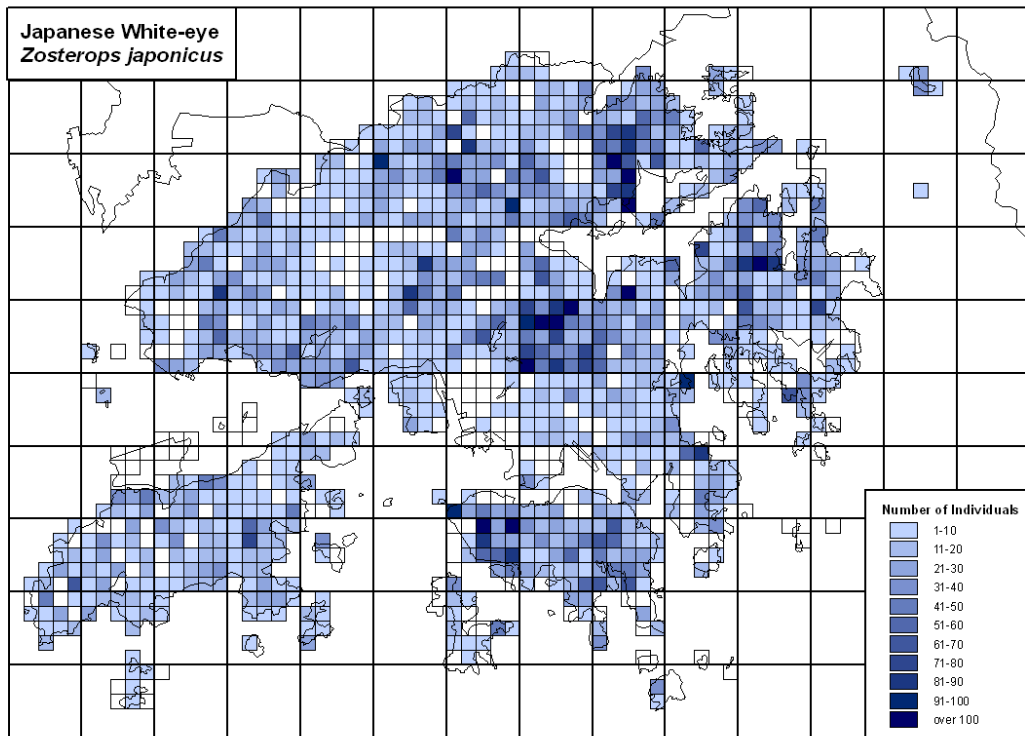 Japanese White-eye
Zosterops japonicus
Number of Individuals
1-10
11-20
21-30
31-40
41-50
51-60
61-70
71-80
81-90
91-100
over 100